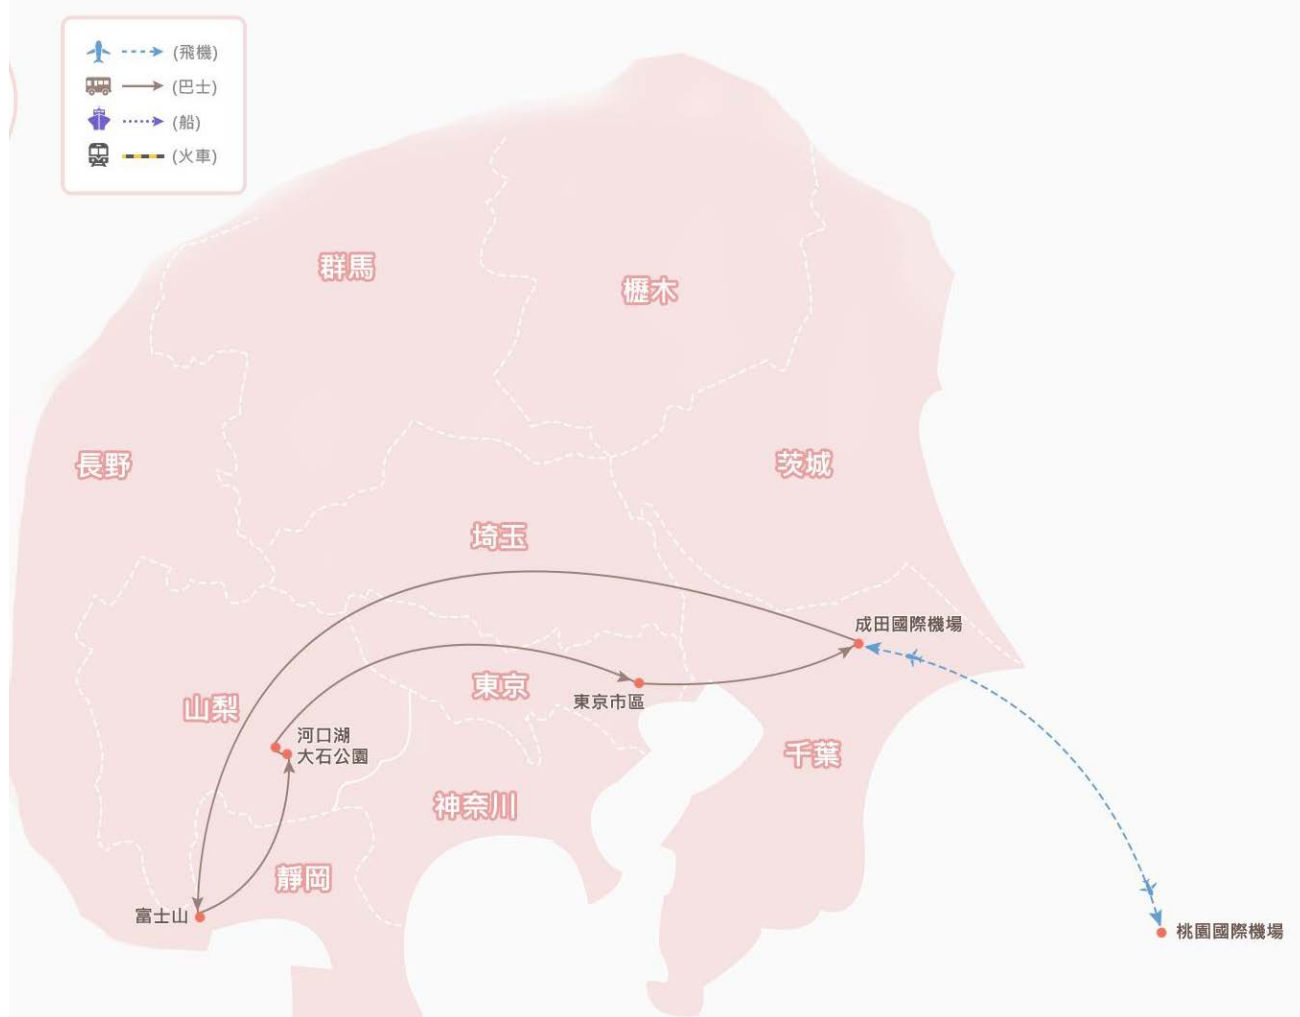 (飛機)
(巴士)
(船)
(火車)
群馬
櫪木
長野
茨城
埼玉
成田國際機場
東京
東京市區
山梨
河口湖
大石公園
千葉
神奈川
靜岡
富士山
桃園國際機場